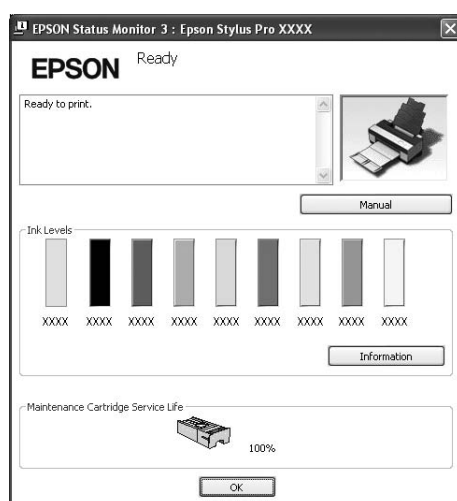 EPSON Status Monitor 3 : Epson Stylus Pro XXXX
EPSON Ready
Ready to print.
Manual
Ink Levels
XXXX XXXX XXXX XXXX XXXX XXXX XXXX XXXX XXXX
Information
Maintenance Cartridge Service Life
100%
OK